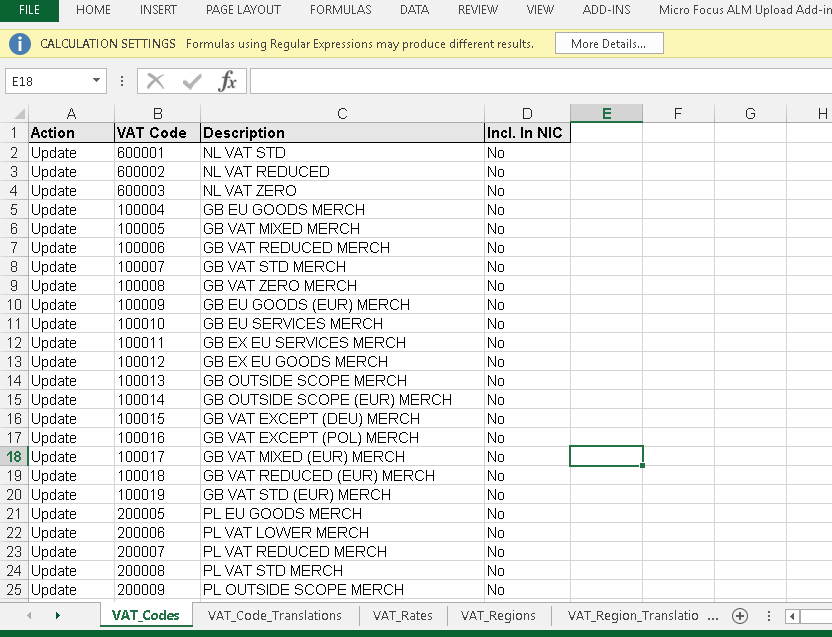 FILE HOME INSERT PAGE LAYOUT FORMULAS DATA REVIEW VIEW ADD-INS Micro Focus ALM Upload Add-in
i CALCULATION SETTINGS Formulas using Regular Expressions may produce different results. More Details...
E18 fx
A B C D E F G H
1 Action VAT Code Description Incl. In NIC
2 Update 600001 NL VAT STD No
3 Update 600002 NL VAT REDUCED No
4 Update 600003 NL VAT ZERO No
5 Update 100004 GB EU GOODS MERCH No
6 Update 100005 GB VAT MIXED MERCH No
7 Update 100006 GB VAT REDUCED MERCH No
8 Update 100007 GB VAT STD MERCH No
9 Update 100008 GB VAT ZERO MERCH No
10 Update 100009 GB EU GOODS (EUR) MERCH No
11 Update 100010 GB EU SERVICES MERCH No
12 Update 100011 GB EX EU SERVICES MERCH No
13 Update 100012 GB EX EU GOODS MERCH No
14 Update 100013 GB OUTSIDE SCOPE MERCH No
15 Update 100014 GB OUTSIDE SCOPE (EUR) MERCH No
16 Update 100015 GB VAT EXCEPT (DEU) MERCH No
17 Update 100016 GB VAT EXCEPT (POL) MERCH No
18 Update 100017 GB VAT MIXED (EUR) MERCH No
19 Update 100018 GB VAT REDUCED (EUR) MERCH No
20 Update 100019 GB VAT STD (EUR) MERCH No
21 Update 200005 PL EU GOODS MERCH No
22 Update 200006 PL VAT LOWER MERCH No
23 Update 200007 PL VAT REDUCED MERCH No
24 Update 200008 PL VAT STD MERCH No
25 Update 200009 PL OUTSIDE SCOPE MERCH No
VAT_Codes VAT_Code_Translations VAT_Rates VAT_Regions VAT_Region_Translatio ...